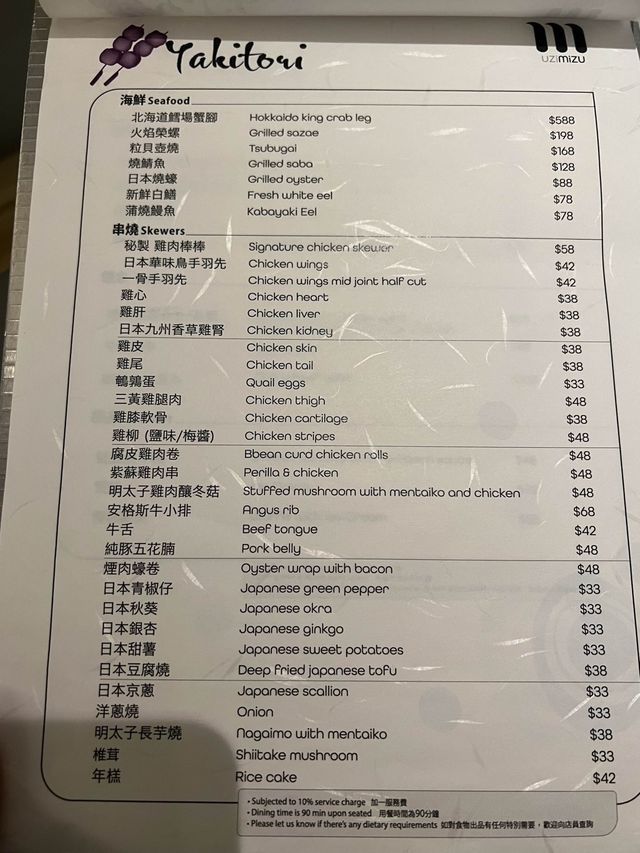 Yakitori
UZIMIZU
海鮮 Seafood
北海道鱈場蟹腳 Hokkaido king crab leg $588
火焰榮螺 Grilled sazae $198
粒貝壺燒 Tsubugai $168
燒鯖魚 Grilled saba $128
日本燒蠔 Grilled oyster $88
新鮮白鱔 Fresh white eel $78
蒲燒鰻魚 Kabayaki Eel $78
串燒 Skewers
秘製 雞肉棒棒 Signature chicken skewer $58
日本華味鳥手羽先 Chicken wings $42
一骨手羽先 Chicken wings mid joint half cut $42
雞心 Chicken heart $38
雞肝 Chicken liver $38
日本九州香草雞腎 Chicken kidney $38
雞皮 Chicken skin $38
雞尾 Chicken tail $38
鵪鶉蛋 Quail eggs $33
三黃雞腿肉 Chicken thigh $48
雞膝軟骨 Chicken cartilage $38
雞柳 (鹽味/梅醬) Chicken stripes $48
腐皮雞肉卷 Bbean curd chicken rolls $48
紫蘇雞肉串 Perilla & chicken $48
明太子雞肉釀冬菇 Stuffed mushroom with mentaiko and chicken $48
安格斯牛小排 Angus rib $68
牛舌 Beef tongue $42
純豚五花腩 Pork belly $48
煙肉蠔卷 Oyster wrap with bacon $48
日本青椒仔 Japanese green pepper $33
日本秋葵 Japanese okra $33
日本銀杏 Japanese ginkgo $33
日本甜薯 Japanese sweet potatoes $33
日本豆腐燒 Deep fried japanese tofu $38
日本京蔥 Japanese scallion $33
洋蔥燒 Onion $33
明太子長芋燒 Nagaimo with mentaiko $38
椎茸 Shiitake mushroom $33
年糕 Rice cake $42
• Subjected to 10% service charge 加一服務費
• Dining time is 90 min upon seated 用餐時間為90分鐘
• Please let us know if there's any dietary requirements 如對食物出品有任何特別需要，歡迎向店員查詢